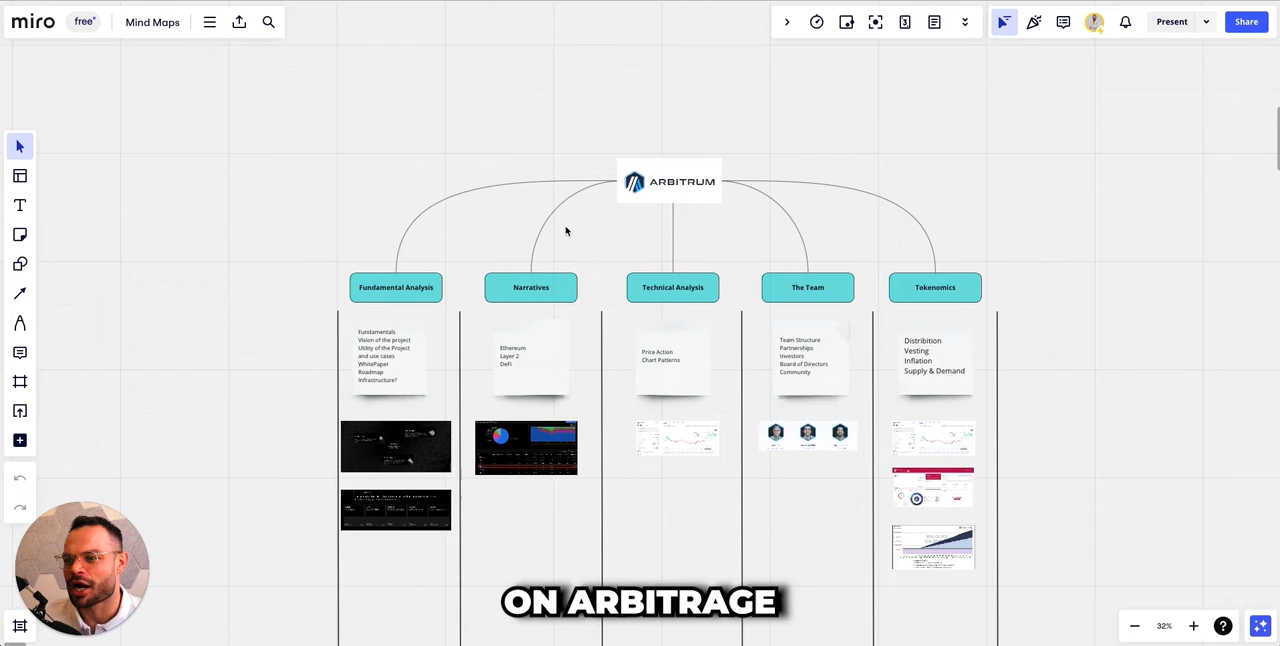 miro free Mind Maps Present Share
ARBITRUM
Fundamental Analysis Narratives Technical Analysis The Team Tokenomics
Fundamentals
Vision of the project
Utility of the Project
and use cases
WhitePaper
Roadmap
Infrastructure?
Ethereum
Layer 2
DeFi
Price Action
Chart Patterns
Team Structure
Partnerships
Investors
Board of Directors
Community
Distribition
Vesting
Inflation
Supply & Demand
ON ARBITRAGE
32%